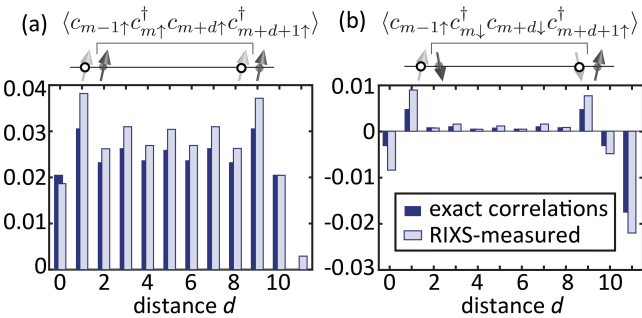 (a) ⟨c_{m−1↑} c†_{m↑} c_{m+d↑} c†_{m+d+1↑}⟩
0.04
0.03
0.02
0.01
0
0 2 4 6 8 10
distance d
(b) ⟨c_{m−1↑} c†_{m↓} c_{m+d↓} c†_{m+d+1↑}⟩
0.01
0
-0.01
-0.02
-0.03
exact correlations
RIXS-measured
0 2 4 6 8 10
distance d